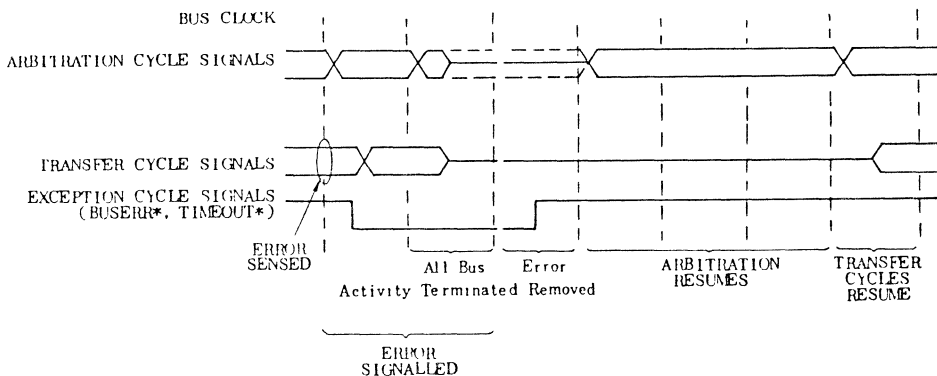 BUS CLOCK
ARBITRATION CYCLE SIGNALS
TRANSFER CYCLE SIGNALS
EXCEPTION CYCLE SIGNALS
(BUSERR*, TIMEOUT*)
ERROR
SENSED
All Bus
Activity Terminated
Error
Removed
ARBITRATION
RESUMES
TRANSFER
CYCLES
RESUME
ERROR
SIGNALLED